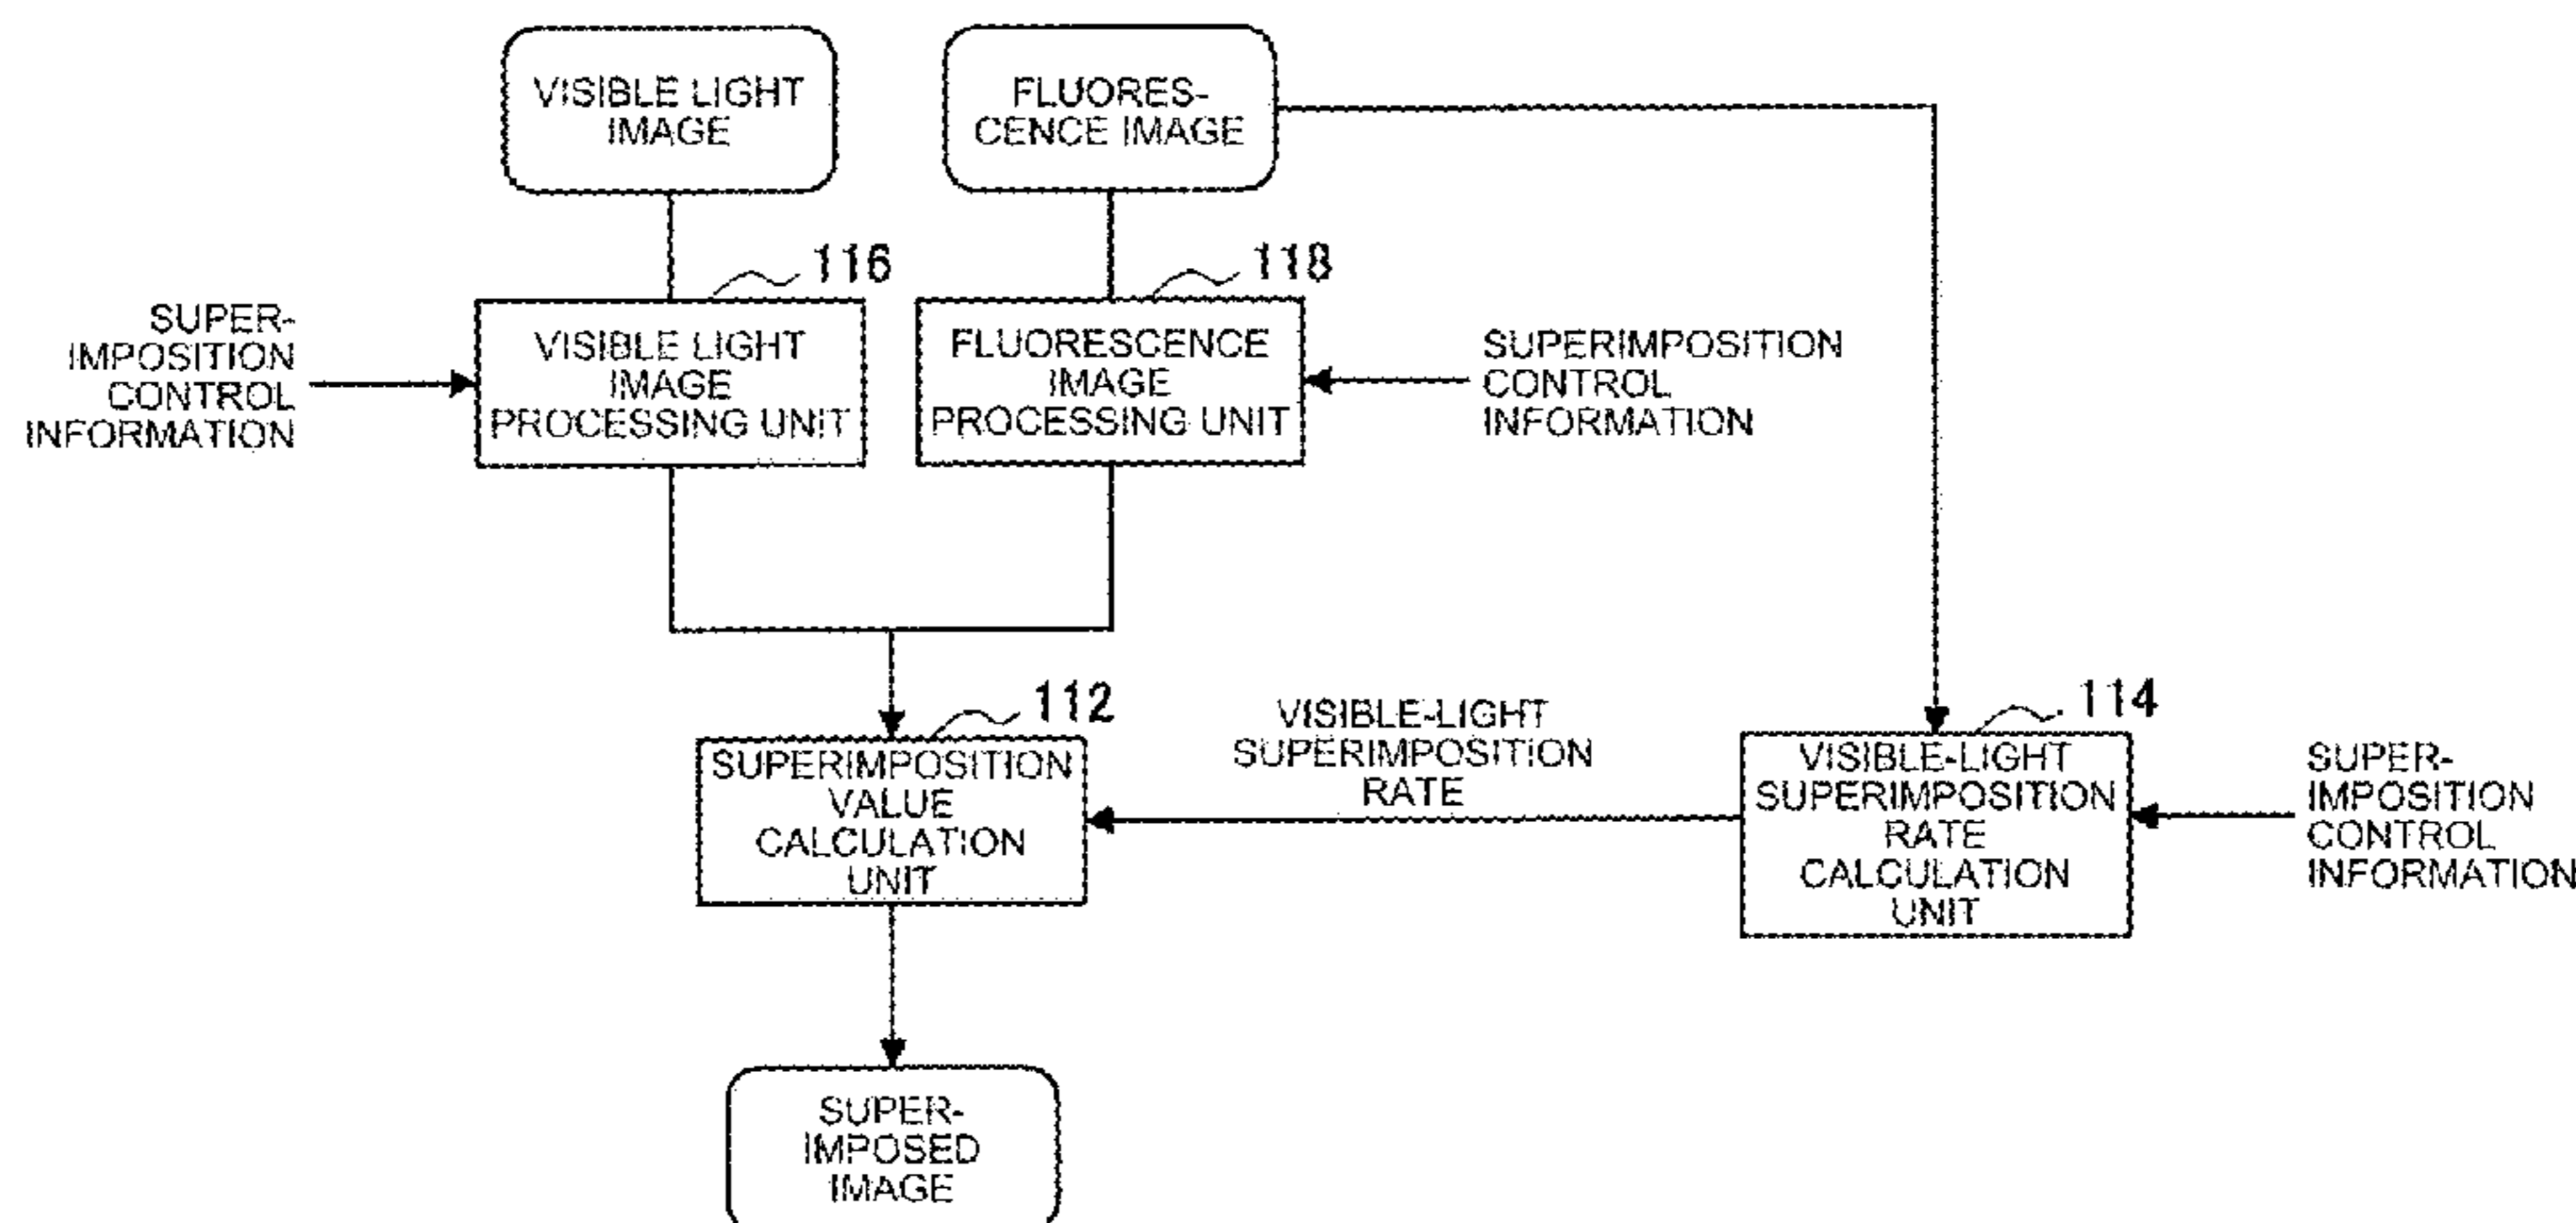 VISIBLE LIGHT
IMAGE
FLUORES-
CENCE IMAGE
116
118
SUPER-
IMPOSITION
CONTROL
INFORMATION
VISIBLE LIGHT
IMAGE
PROCESSING UNIT
FLUORESCENCE
IMAGE
PROCESSING UNIT
SUPERIMPOSITION
CONTROL
INFORMATION
112
SUPERIMPOSITION
VALUE
CALCULATION
UNIT
VISIBLE-LIGHT
SUPERIMPOSITION
RATE
114
VISIBLE-LIGHT
SUPERIMPOSITION
RATE
CALCULATION
UNIT
SUPER-
IMPOSITION
CONTROL
INFORMATION
SUPER-
IMPOSED
IMAGE